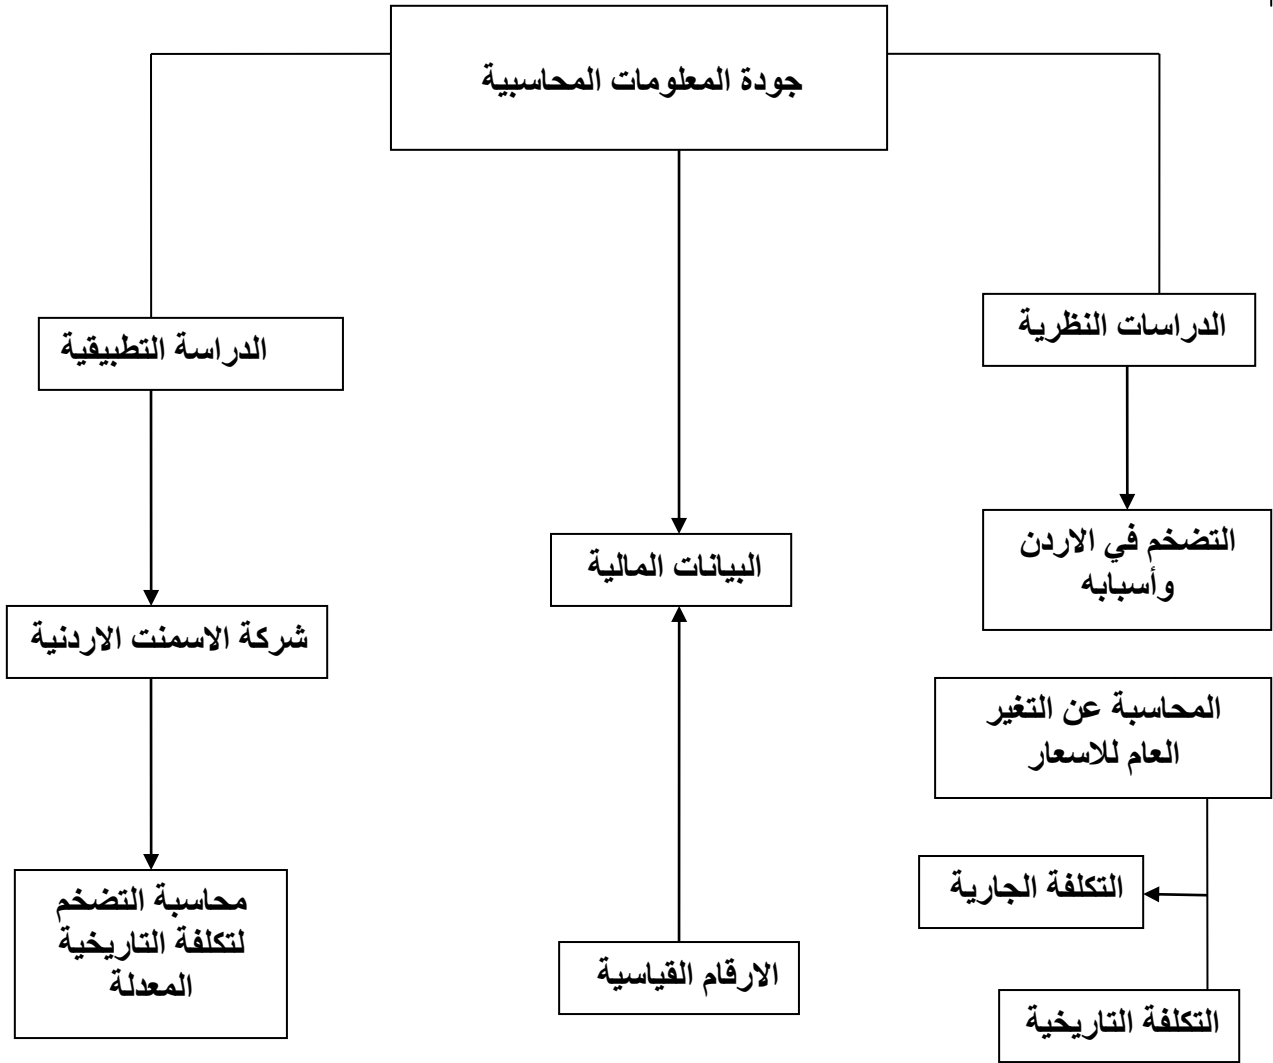 جودة المعلومات المحاسبية
الدراسات النظرية
الدراسة التطبيقية
التضخم في الاردن
وأسبابه
البيانات المالية
شركة الاسمنت الاردنية
المحاسبة عن التغير
العام للاسعار
التكلفة الجارية
محاسبة التضخم
لتكلفة التاريخية
المعدلة
الارقام القياسية
التكلفة التاريخية